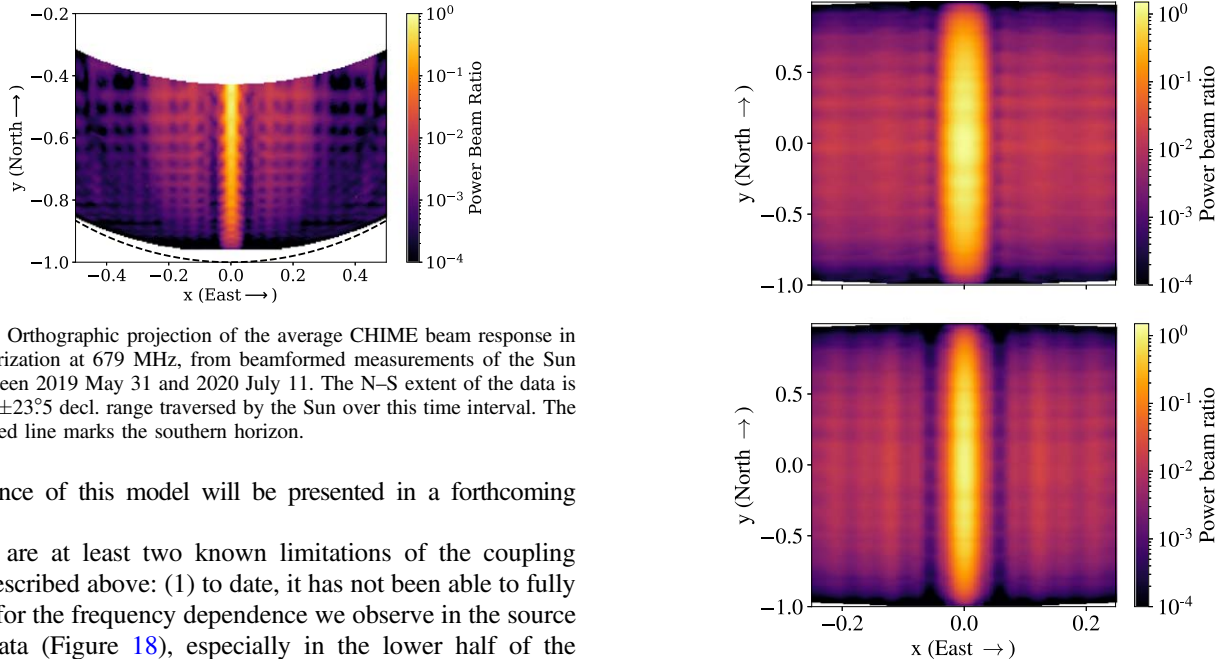 −0.2
−0.4
−0.6
−0.8
−1.0
y (North ⟶)
−0.4
−0.2
0.0
0.2
0.4
x (East ⟶)
10^0
10^−1
10^−2
10^−3
10^−4
Power Beam Ratio
Orthographic projection of the average CHIME beam response in
rization at 679 MHz, from beamformed measurements of the Sun
een 2019 May 31 and 2020 July 11. The N–S extent of the data is
±23°.5 decl. range traversed by the Sun over this time interval. The
ed line marks the southern horizon.
nce of this model will be presented in a forthcoming
are at least two known limitations of the coupling
escribed above: (1) to date, it has not been able to fully
for the frequency dependence we observe in the source
ata (Figure 18), especially in the lower half of the
0.5
0.0
−0.5
−1.0
y (North →)
10^0
10^−1
10^−2
10^−3
10^−4
Power beam ratio
0.5
0.0
−0.5
−1.0
y (North →)
−0.2
0.0
0.2
x (East →)
10^0
10^−1
10^−2
10^−3
10^−4
Power beam ratio